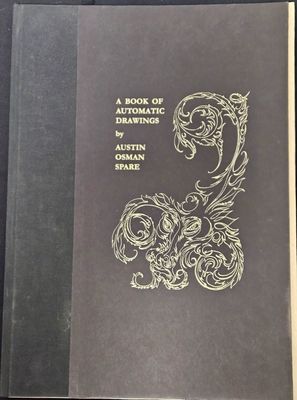 A BOOK OF
AUTOMATIC
DRAWINGS
by
AUSTIN
OSMAN
SPARE